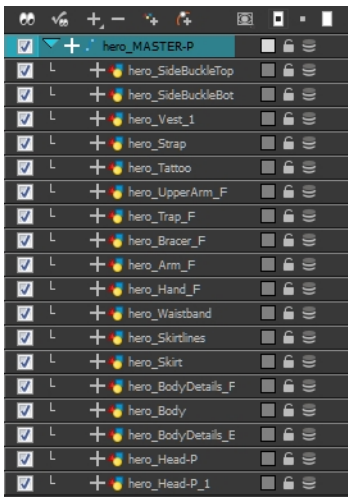 hero_MASTER-P
hero_SideBuckleTop
hero_SideBuckleBot
hero_Vest_1
hero_Strap
hero_Tattoo
hero_UpperArm_F
hero_Trap_F
hero_Bracer_F
hero_Arm_F
hero_Hand_F
hero_Waistband
hero_Skirtlines
hero_Skirt
hero_BodyDetails_F
hero_Body
hero_BodyDetails_E
hero_Head-P
hero_Head-P_1